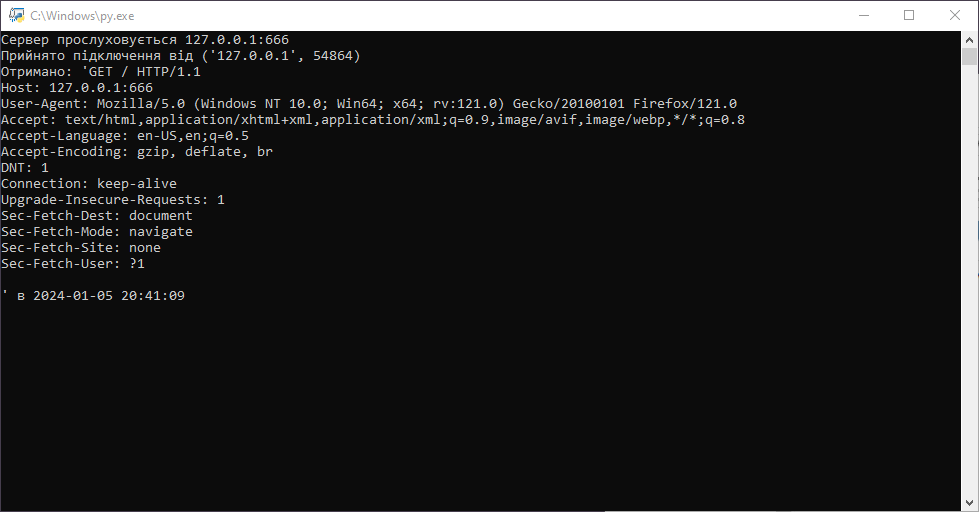 C:\Windows\py.exe
Сервер прослуховується 127.0.0.1:666
Прийнято підключення від ('127.0.0.1', 54864)
Отримано: 'GET / HTTP/1.1
Host: 127.0.0.1:666
User-Agent: Mozilla/5.0 (Windows NT 10.0; Win64; x64; rv:121.0) Gecko/20100101 Firefox/121.0
Accept: text/html,application/xhtml+xml,application/xml;q=0.9,image/avif,image/webp,*/*;q=0.8
Accept-Language: en-US,en;q=0.5
Accept-Encoding: gzip, deflate, br
DNT: 1
Connection: keep-alive
Upgrade-Insecure-Requests: 1
Sec-Fetch-Dest: document
Sec-Fetch-Mode: navigate
Sec-Fetch-Site: none
Sec-Fetch-User: ?1
' в 2024-01-05 20:41:09